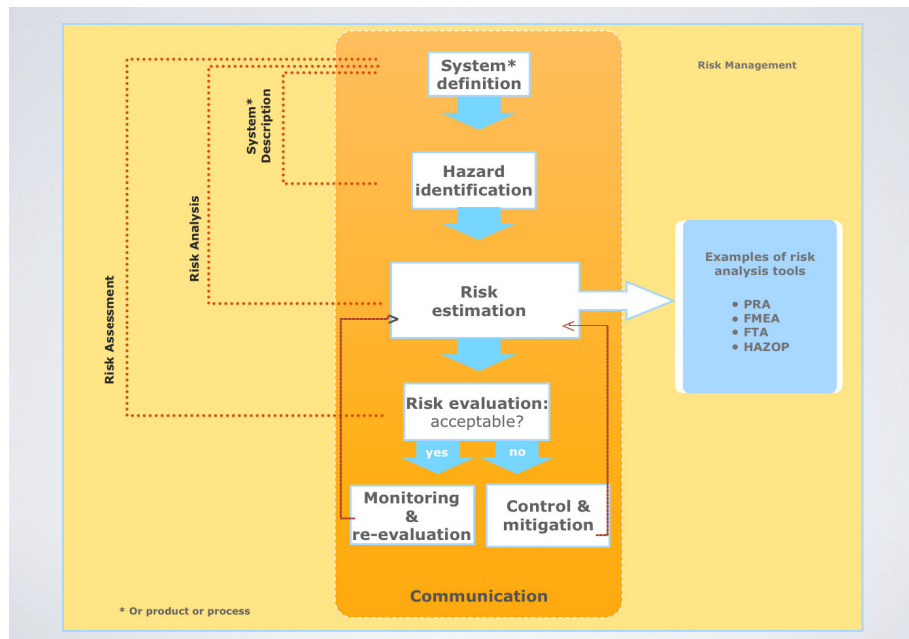 System*
definition
Risk Management
System*
Description
Hazard
identification
Risk Analysis
Risk Assessment
Risk
estimation
Examples of risk
analysis tools
• PRA
• FMEA
• FTA
• HAZOP
Risk evaluation:
acceptable?
yes
no
Monitoring
&
re-evaluation
Control &
mitigation
Communication
* Or product or process